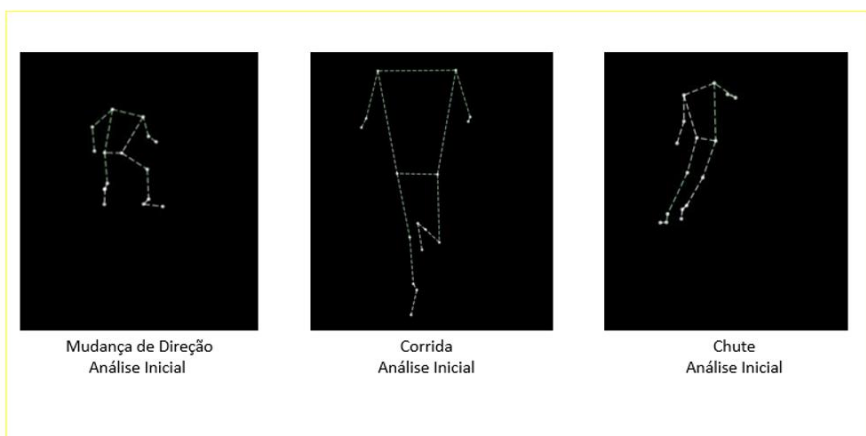 Mudança de Direção
Análise Inicial
Corrida
Análise Inicial
Chute
Análise Inicial